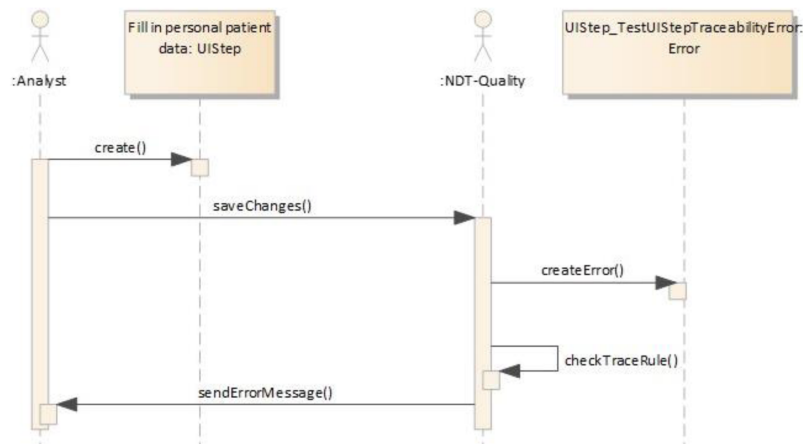 Fill in personal patient
data: UIStep
UIStep_TestUIStepTraceabilityError:
Error
:Analyst
:NDT-Quality
create()
saveChanges()
createError()
checkTraceRule()
sendErrorMessage()